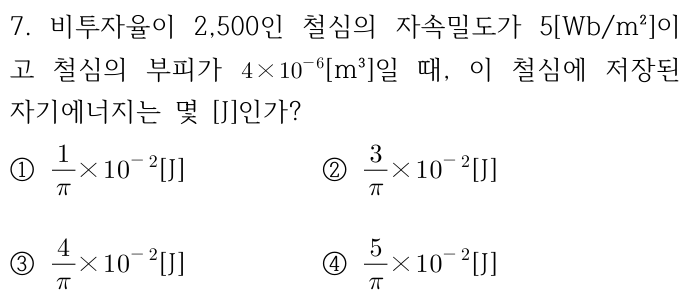 7. 비투자율이 2,500인 철심의 자속밀도가 5[Wb/m²]이
고 철심의 부피가 4×10⁻⁶[m³]일 때, 이 철심에 저장된
자기에너지는 몇 [J]인가?
① 1/π×10⁻²[J] ② 3/π×10⁻²[J]
③ 4/π×10⁻²[J] ④ 5/π×10⁻²[J]